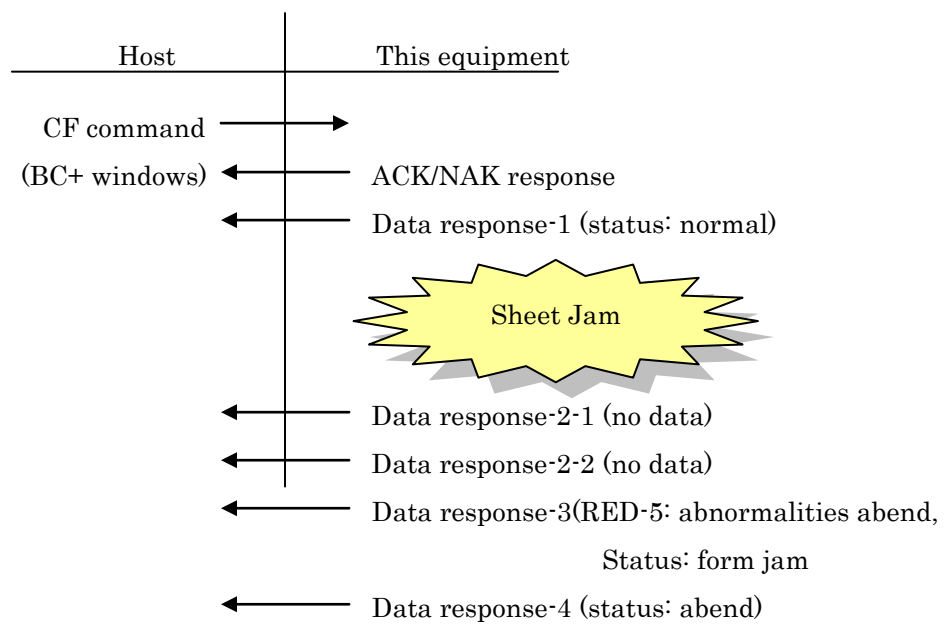 Host This equipment
CF command
(BC+ windows) ACK/NAK response
Data response-1 (status: normal)
Sheet Jam
Data response-2-1 (no data)
Data response-2-2 (no data)
Data response-3(RED-5: abnormalities abend,
Status: form jam
Data response-4 (status: abend)